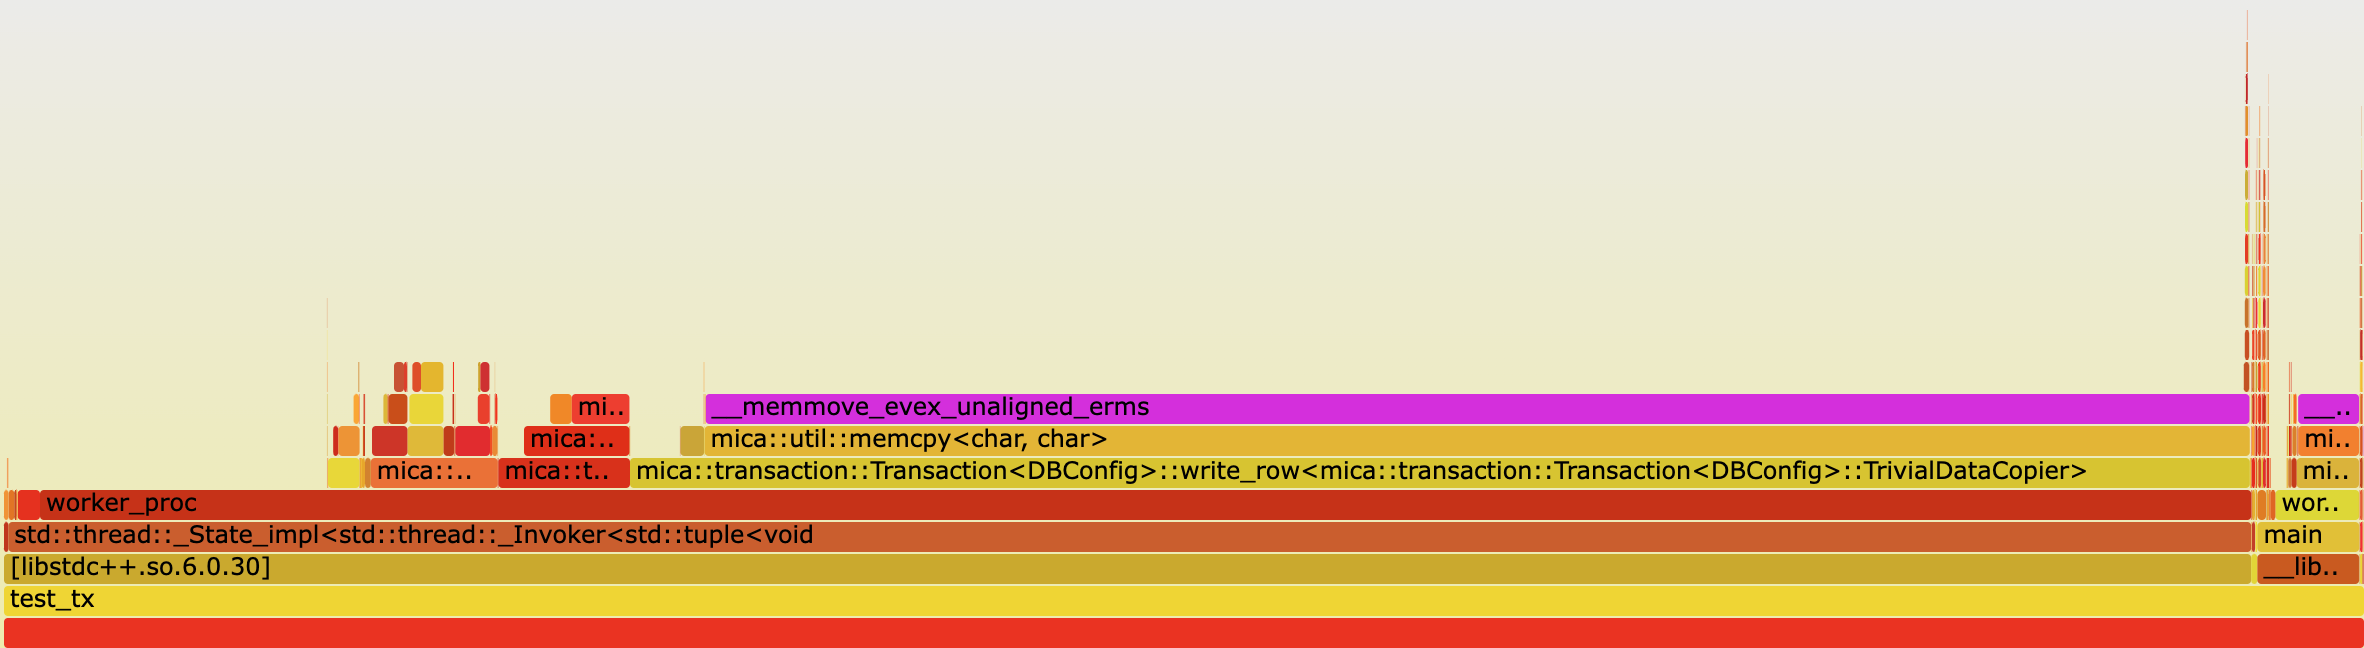 mi..
__memmove_evex_unaligned_erms
__..
mica:..
mica::util::memcpy<char, char>
mi..
mica::..
mica::t..
mica::transaction::Transaction<DBConfig>::write_row<mica::transaction::Transaction<DBConfig>::TrivialDataCopier>
mi..
worker_proc
wor..
std::thread::_State_impl<std::thread::_Invoker<std::tuple<void
main
[libstdc++.so.6.0.30]
__lib..
test_tx